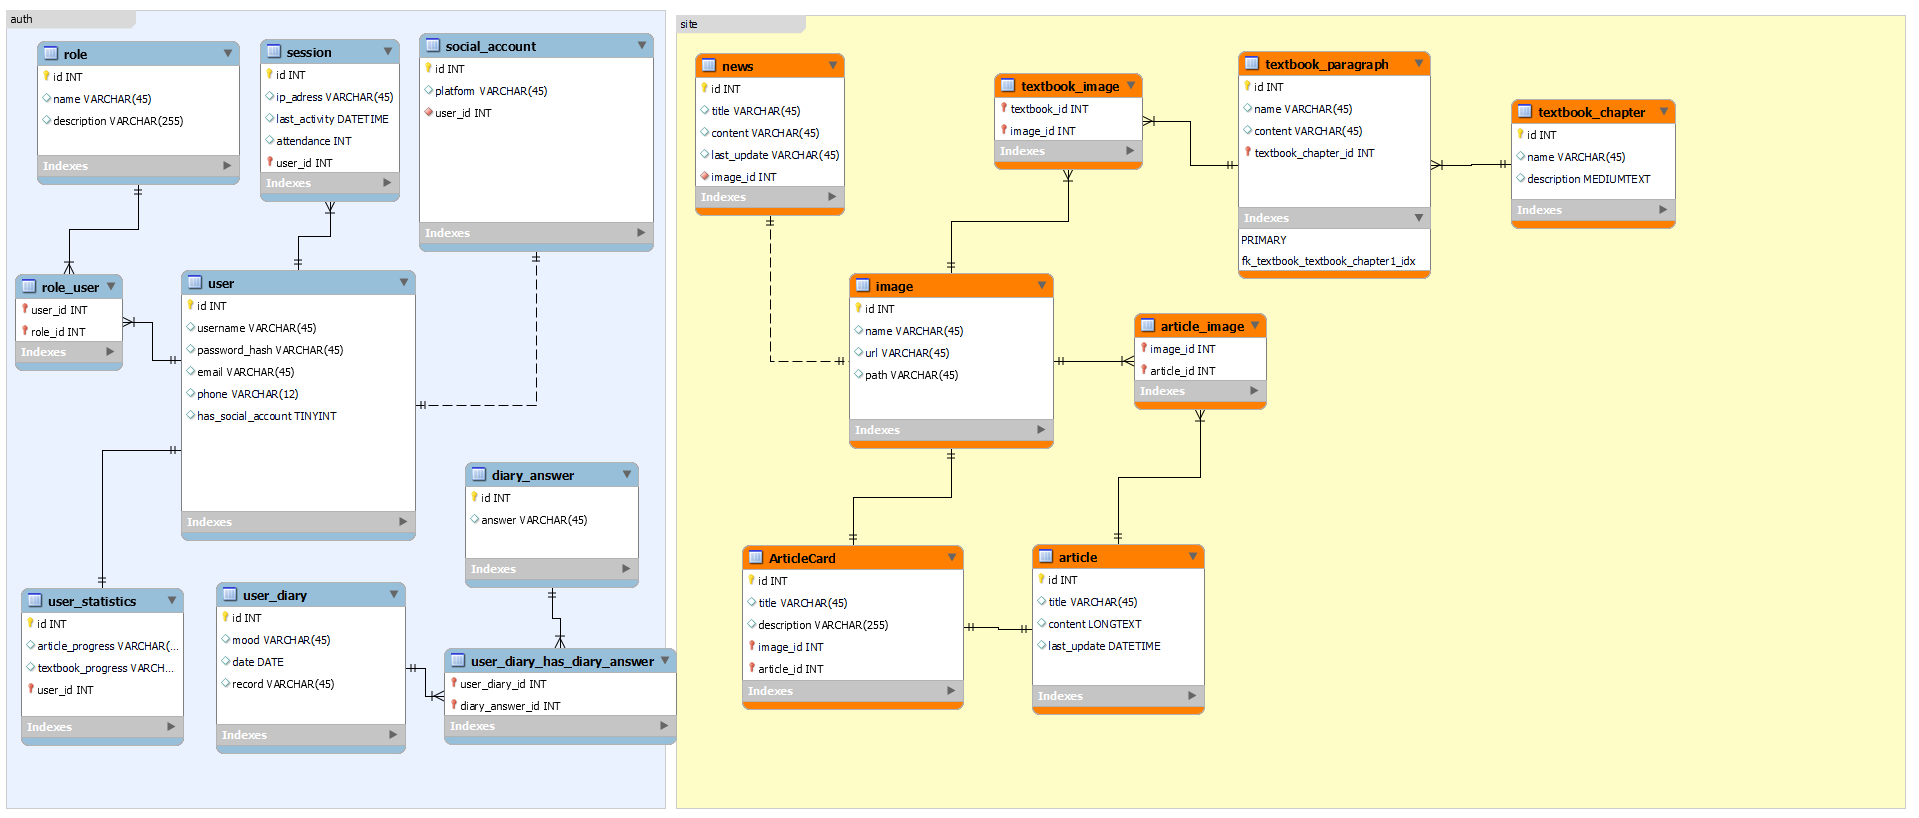 auth
role
id INT
name VARCHAR(45)
description VARCHAR(255)
Indexes
session
id INT
ip_adress VARCHAR(45)
last_activity DATETIME
attendance INT
user_id INT
Indexes
social_account
id INT
platfom VARCHAR(45)
user_id INT
Indexes
role_user
user_id INT
role_id INT
Indexes
user
id INT
username VARCHAR(45)
password_hash VARCHAR(45)
email VARCHAR(45)
phone VARCHAR(12)
has_social_account TINYINT
Indexes
diary_answer
id INT
answer VARCHAR(45)
Indexes
user_statistics
id INT
article_progress VARCHAR(...
textbook_progress VARCH...
user_id INT
Indexes
user_diary
id INT
mood VARCHAR(45)
date DATE
record VARCHAR(45)
Indexes
user_diary_has_diary_answer
user_diary_id INT
diary_answer_id INT
Indexes
site
news
id INT
title VARCHAR(45)
content VARCHAR(45)
last_update VARCHAR(45)
image_id INT
Indexes
textbook_image
textbook_id INT
image_id INT
Indexes
textbook_paragraph
id INT
name VARCHAR(45)
content VARCHAR(45)
textbook_chapter_id INT
Indexes
PRIMARY
fk_textbook_textbook_chapter1_idx
textbook_chapter
id INT
name VARCHAR(45)
description MEDIUMTEXT
Indexes
image
id INT
name VARCHAR(45)
url VARCHAR(45)
path VARCHAR(45)
Indexes
article_image
image_id INT
article_id INT
Indexes
ArticleCard
id INT
title VARCHAR(45)
description VARCHAR(255)
image_id INT
article_id INT
Indexes
article
id INT
title VARCHAR(45)
content LONGTEXT
last_update DATETIME
Indexes